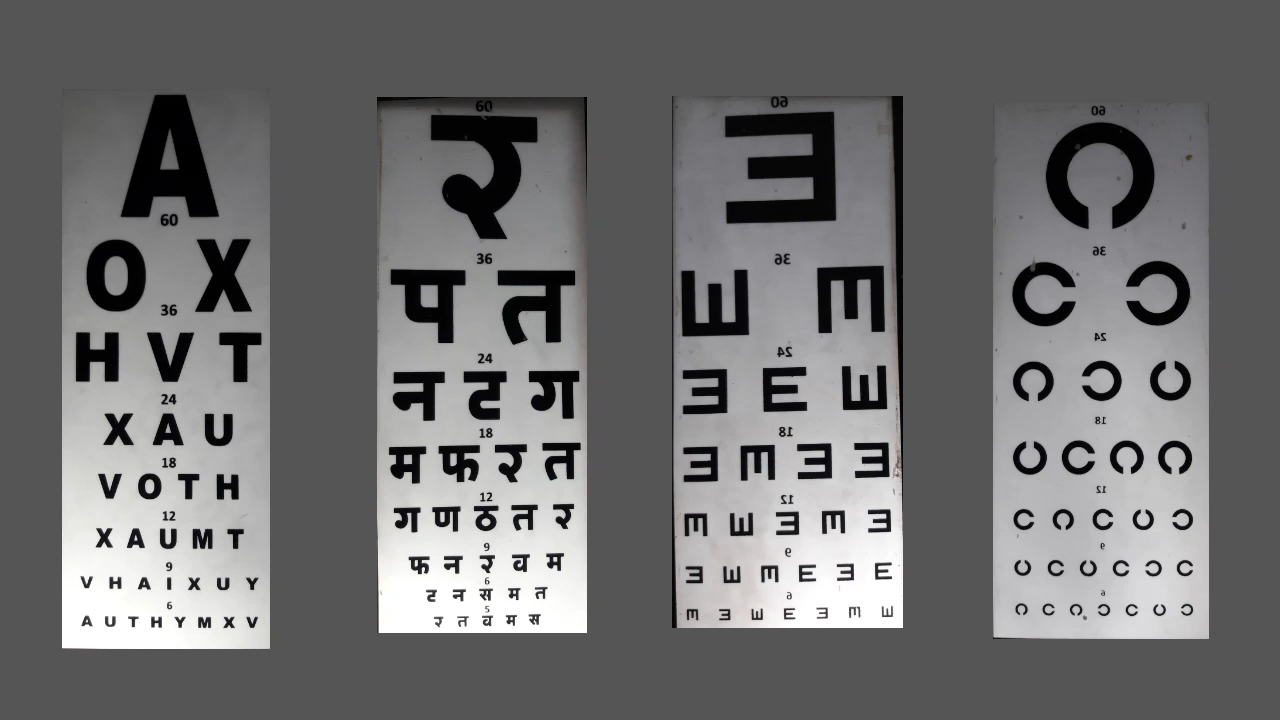 A
60
O X
36
H V T
24
X A U
18
V O T H
12
X A U M T
9
V H A I X U Y
6
A U T H Y M X V
60
र
36
प त
24
न ट ग
18
म फ र त
12
ग ण ठ त र
9
फ न र व म
6
ट न स म त
5
र त व म स
60
E
36
E E
24
E E E
18
E E E E
12
E E E E E
9
E E E E E E
6
E E E E E E E
60
C
36
C C
24
C C C
18
C C C C
12
C C C C C
9
C C C C C C
6
C C C C C C C